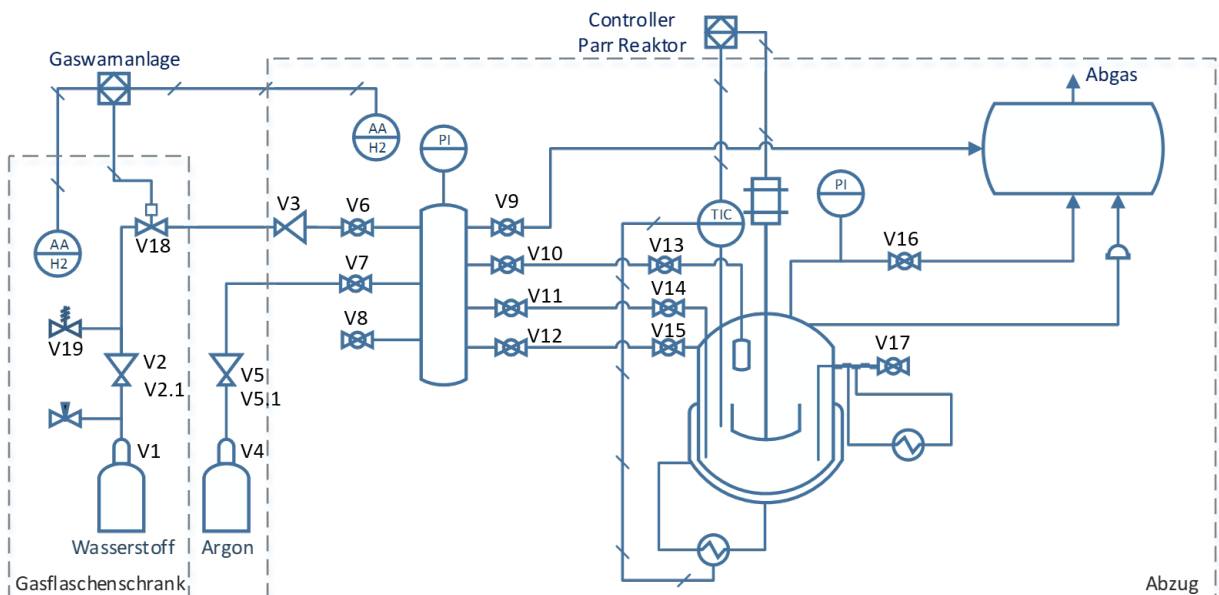 Controller
Parr Reaktor
Gaswarnanlage
Abgas
AA
H2
PI
V3
V6
V9
V18
AA
H2
TIC
PI
V10
V13
V16
V7
V11
V14
V8
V12
V15
V19
V2
V2.1
V5
V5.1
V17
V1
V4
Wasserstoff
Argon
Gasflaschenschrank
Abzug